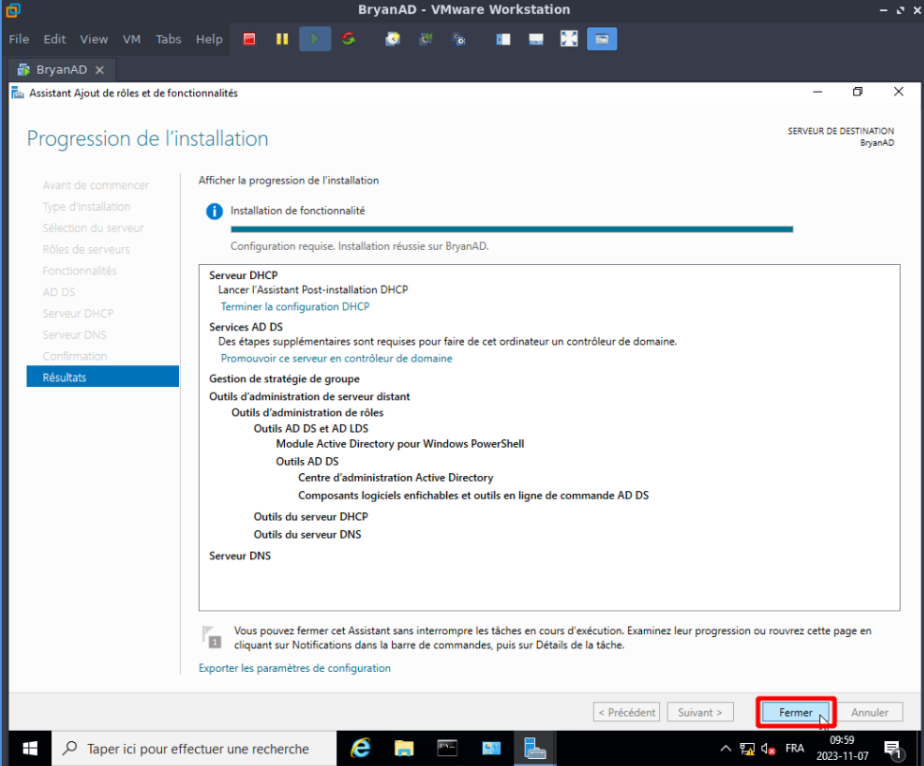 BryanAD - VMware Workstation
File Edit View VM Tabs Help
BryanAD
Assistant Ajout de rôles et de fonctionnalités
Progression de l'installation
SERVEUR DE DESTINATION
BryanAD
Avant de commencer
Type d'installation
Sélection du serveur
Rôles de serveurs
Fonctionnalités
AD DS
Serveur DHCP
Serveur DNS
Confirmation
Résultats
Afficher la progression de l'installation
Installation de fonctionnalité
Configuration requise. Installation réussie sur BryanAD.
Serveur DHCP
Lancer l'Assistant Post-installation DHCP
Terminer la configuration DHCP
Services AD DS
Des étapes supplémentaires sont requises pour faire de cet ordinateur un contrôleur de domaine.
Promouvoir ce serveur en contrôleur de domaine
Gestion de stratégie de groupe
Outils d'administration de serveur distant
Outils d'administration de rôles
Outils AD DS et AD LDS
Module Active Directory pour Windows PowerShell
Outils AD DS
Centre d'administration Active Directory
Composants logiciels enfichables et outils en ligne de commande AD DS
Outils du serveur DHCP
Outils du serveur DNS
Serveur DNS
1
Vous pouvez fermer cet Assistant sans interrompre les tâches en cours d'exécution. Examinez leur progression ou rouvrez cette page en
cliquant sur Notifications dans la barre de commandes, puis sur Détails de la tâche.
Exporter les paramètres de configuration
< Précédent Suivant > Fermer Annuler
Taper ici pour effectuer une recherche
FRA
09:59
2023-11-07
1